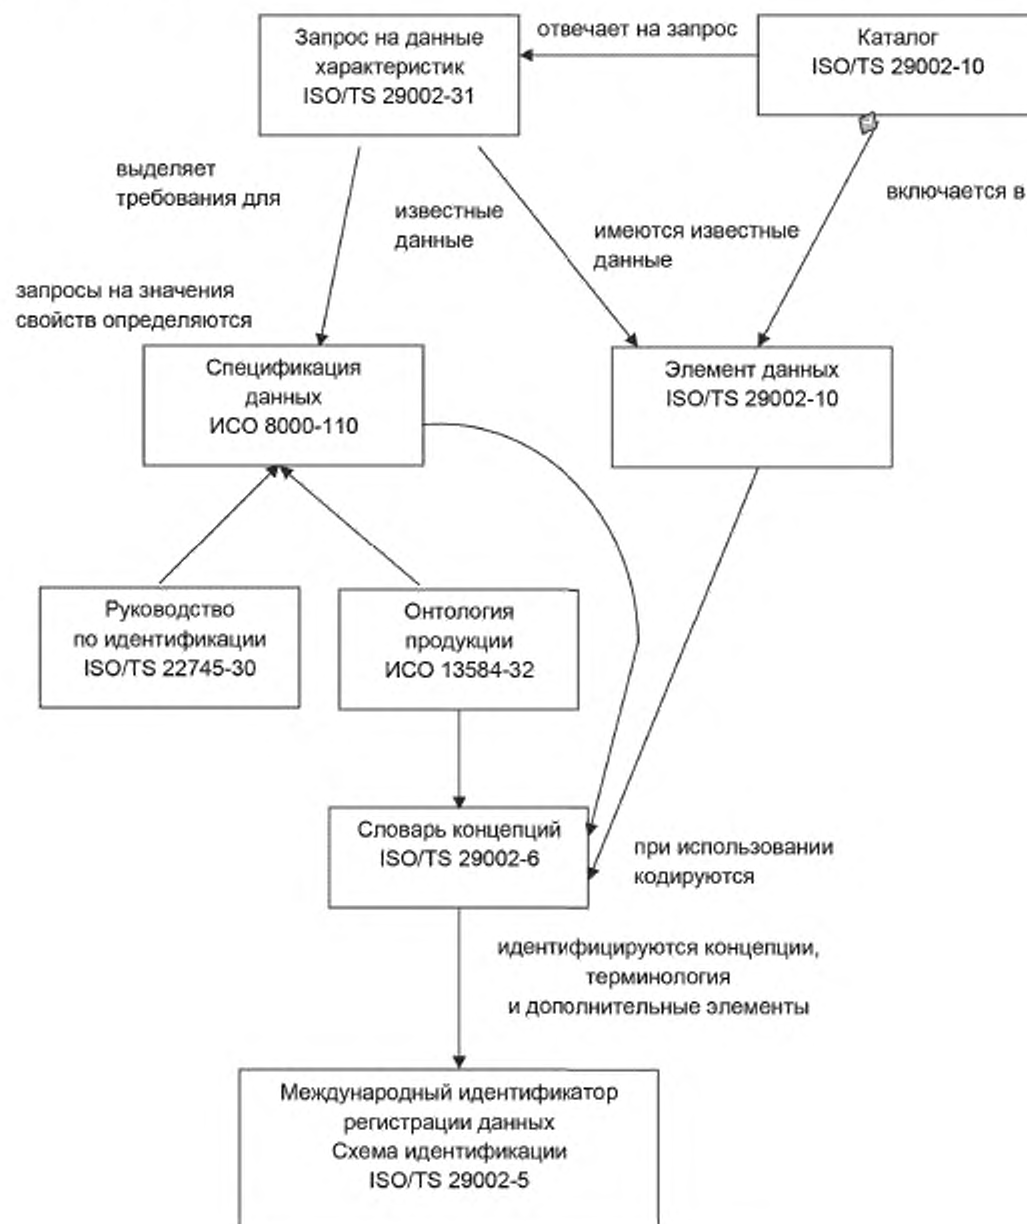 Запрос на данные
характеристик
ISO/TS 29002-31
отвечает на запрос
Каталог
ISO/TS 29002-10
выделяет
требования для
известные
данные
имеются известные
данные
включается в
запросы на значения
свойств определяются
Спецификация
данных
ИСО 8000-110
Элемент данных
ISO/TS 29002-10
Руководство
по идентификации
ISO/TS 22745-30
Онтология
продукции
ИСО 13584-32
Словарь концепций
ISO/TS 29002-6
при использовании
кодируются
идентифицируются концепции,
терминология
и дополнительные элементы
Международный идентификатор
регистрации данных
Схема идентификации
ISO/TS 29002-5